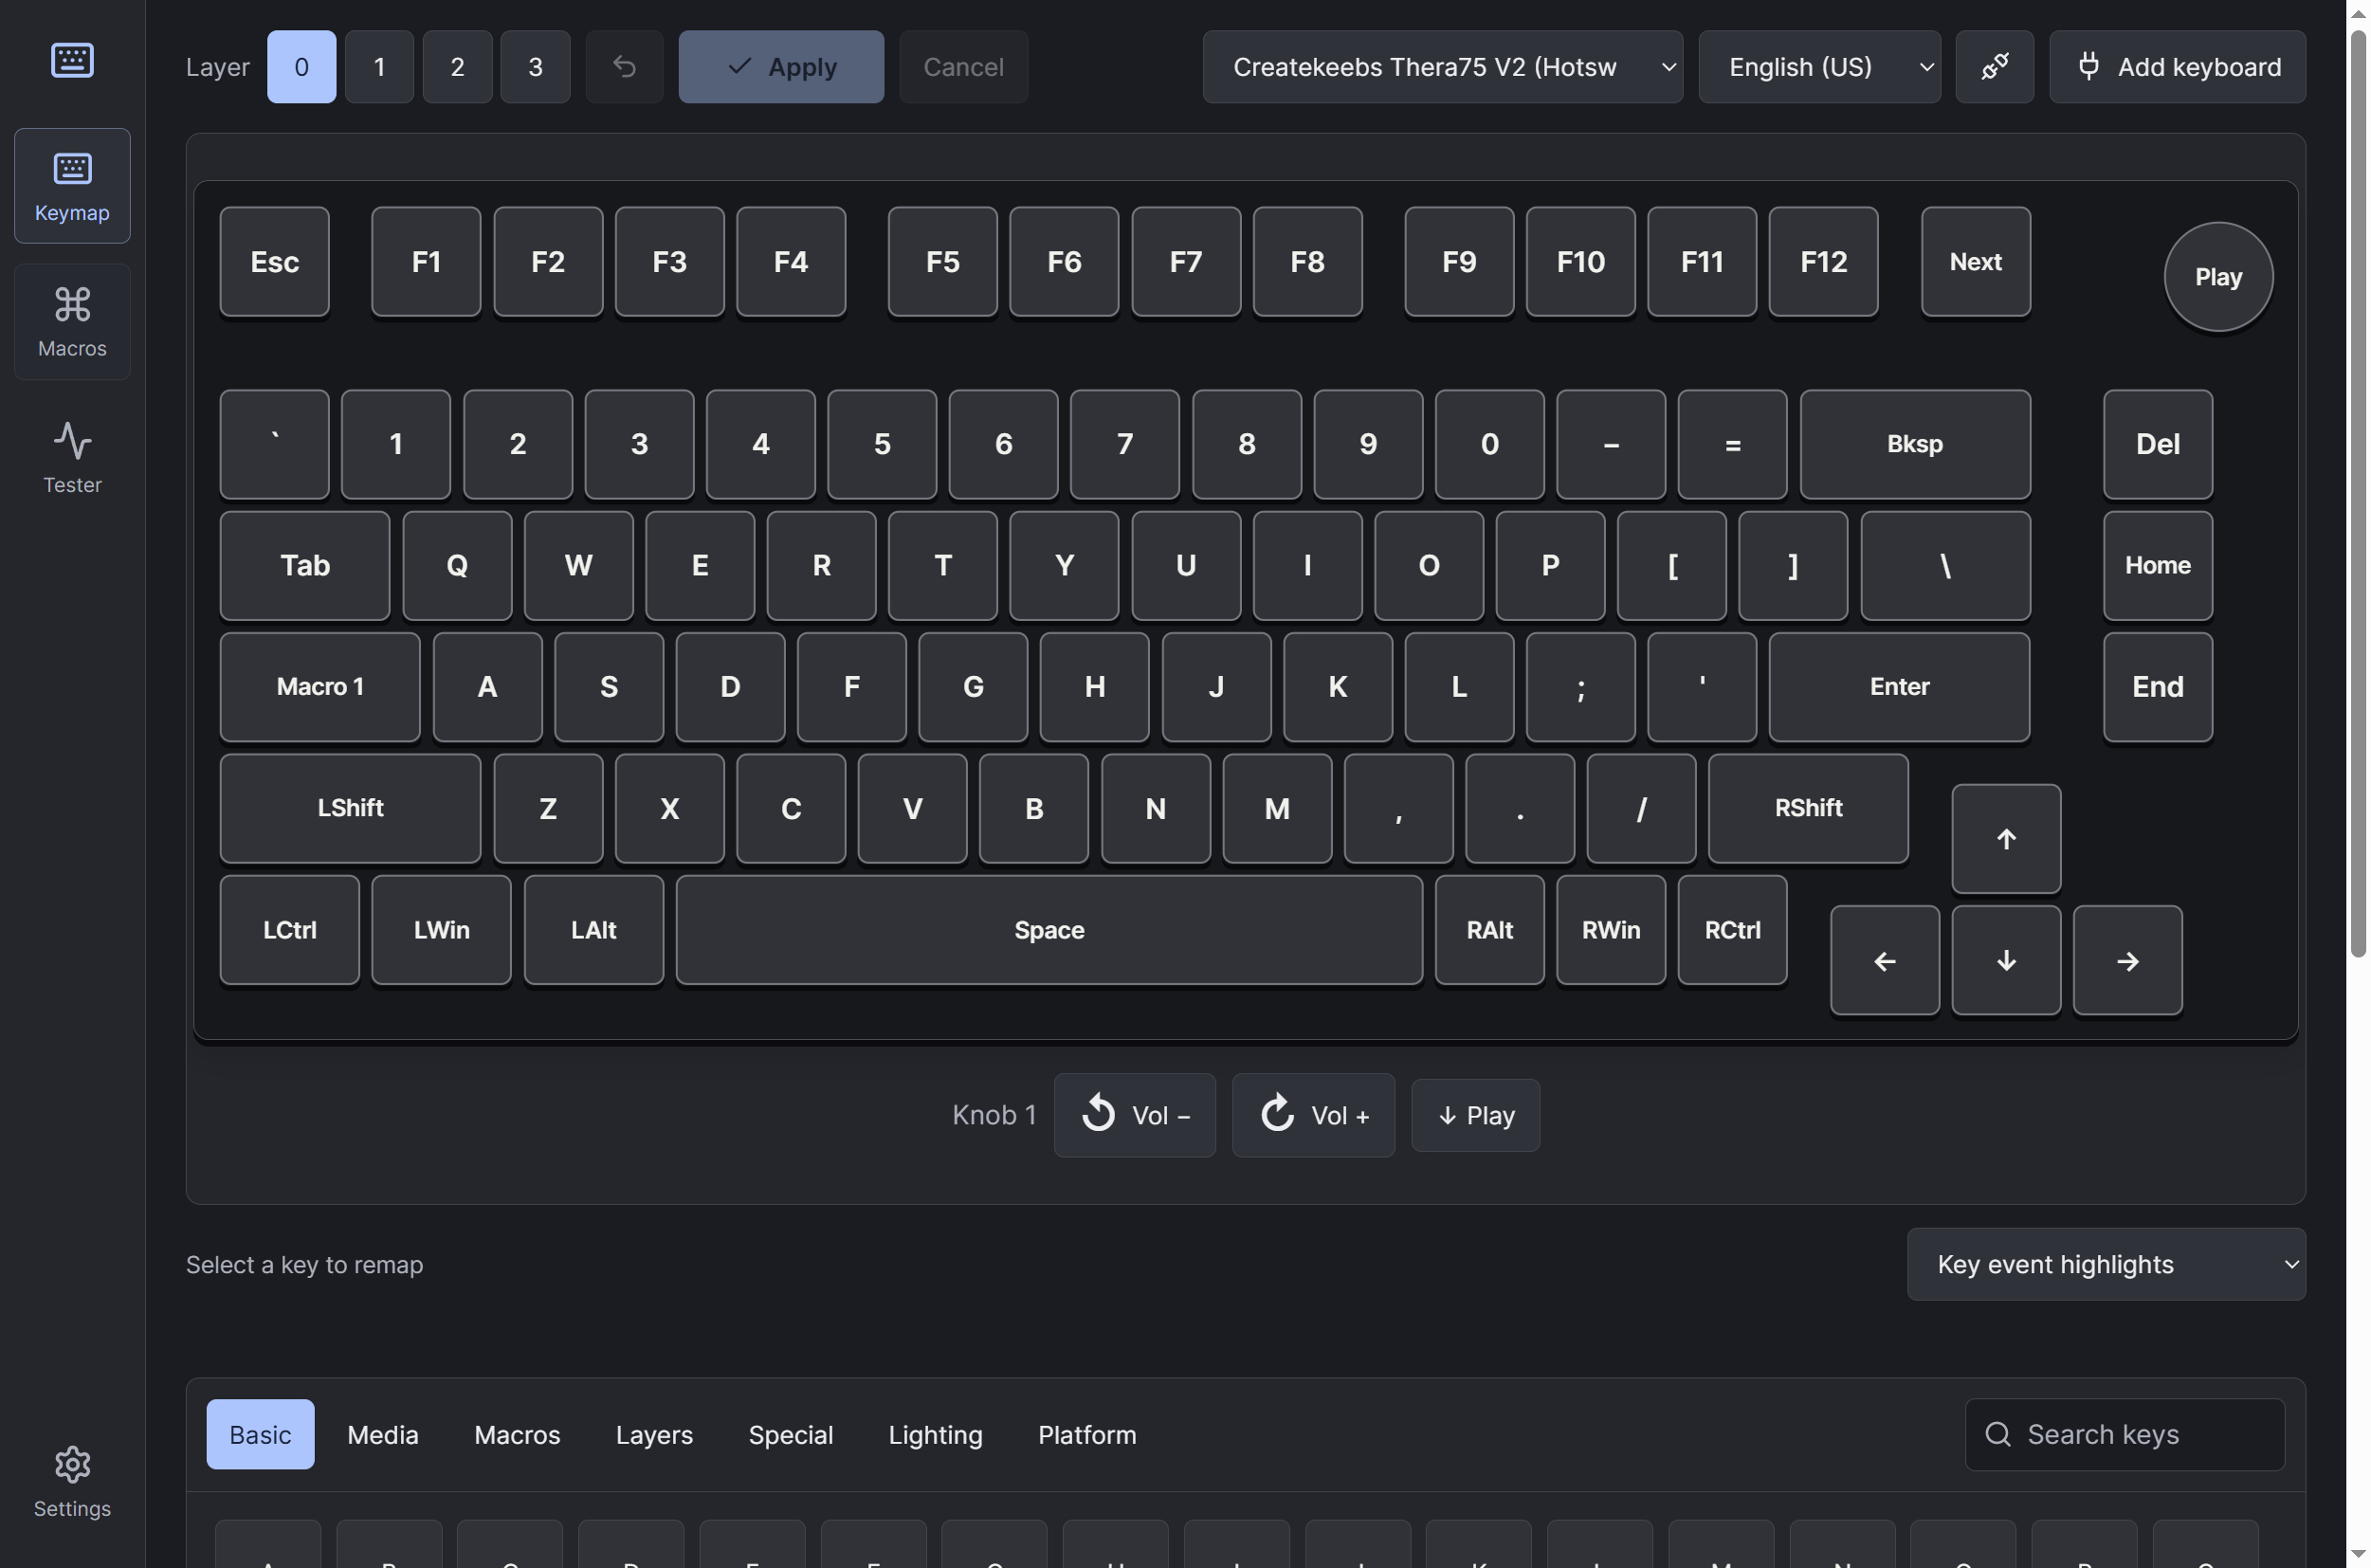 Layer 0 1 2 3 Apply Cancel Createkeebs Thera75 V2 (Hotsw English (US) Add keyboard
Keymap
Macros
Tester
Settings
Esc F1 F2 F3 F4 F5 F6 F7 F8 F9 F10 F11 F12 Next Play
` 1 2 3 4 5 6 7 8 9 0 – = Bksp Del
Tab Q W E R T Y U I O P [ ] \ Home
Macro 1 A S D F G H J K L ; ' Enter End
LShift Z X C V B N M , . / RShift ↑
LCtrl LWin LAlt Space RAlt RWin RCtrl ← ↓ →
Knob 1 Vol – Vol + ↓ Play
Select a key to remap Key event highlights
Basic Media Macros Layers Special Lighting Platform Search keys